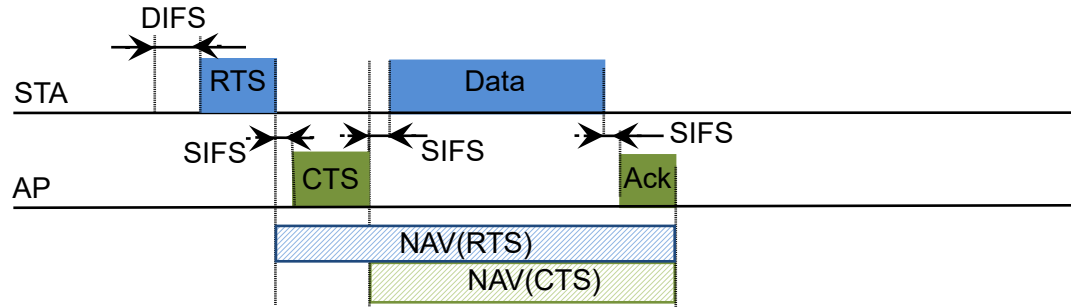 DIFS
STA
RTS
Data
SIFS
SIFS
SIFS
AP
CTS
Ack
NAV(RTS)
NAV(CTS)